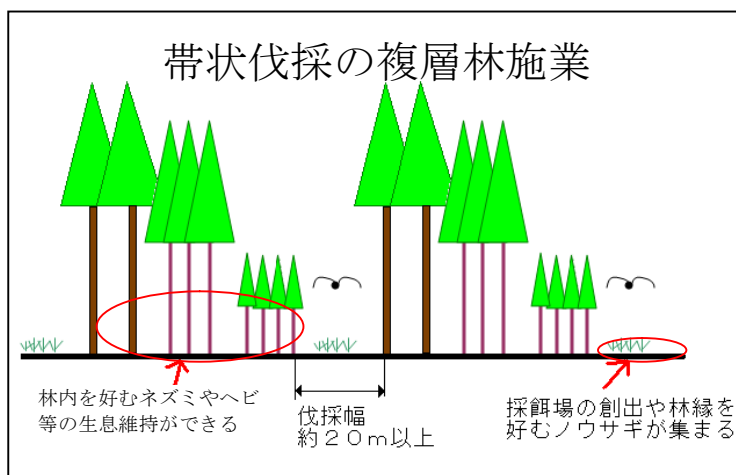 帯状伐採の複層林施業
林内を好むネズミやヘビ
等の生息維持ができる
伐採幅
約２０ｍ以上
採餌場の創出や林縁を
好むノウサギが集まる